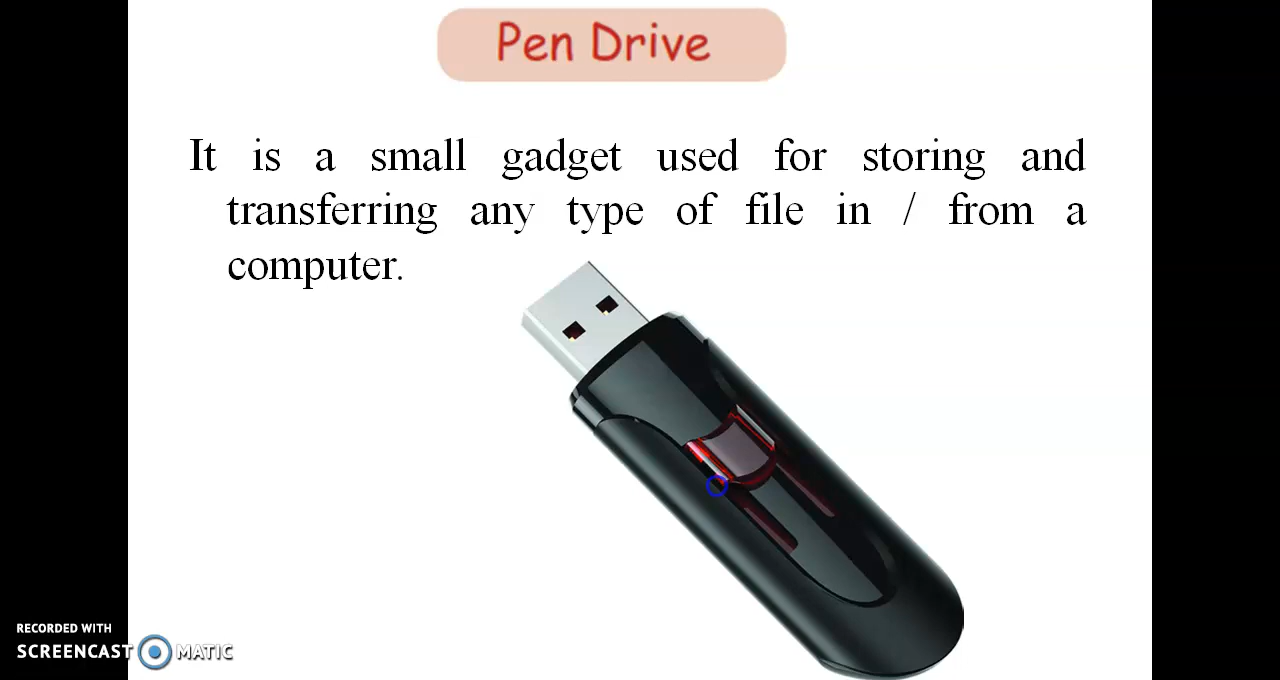 Pen Drive
It is a small gadget used for storing and
transferring any type of file in / from a
computer.
RECORDED WITH
SCREENCAST MATIC